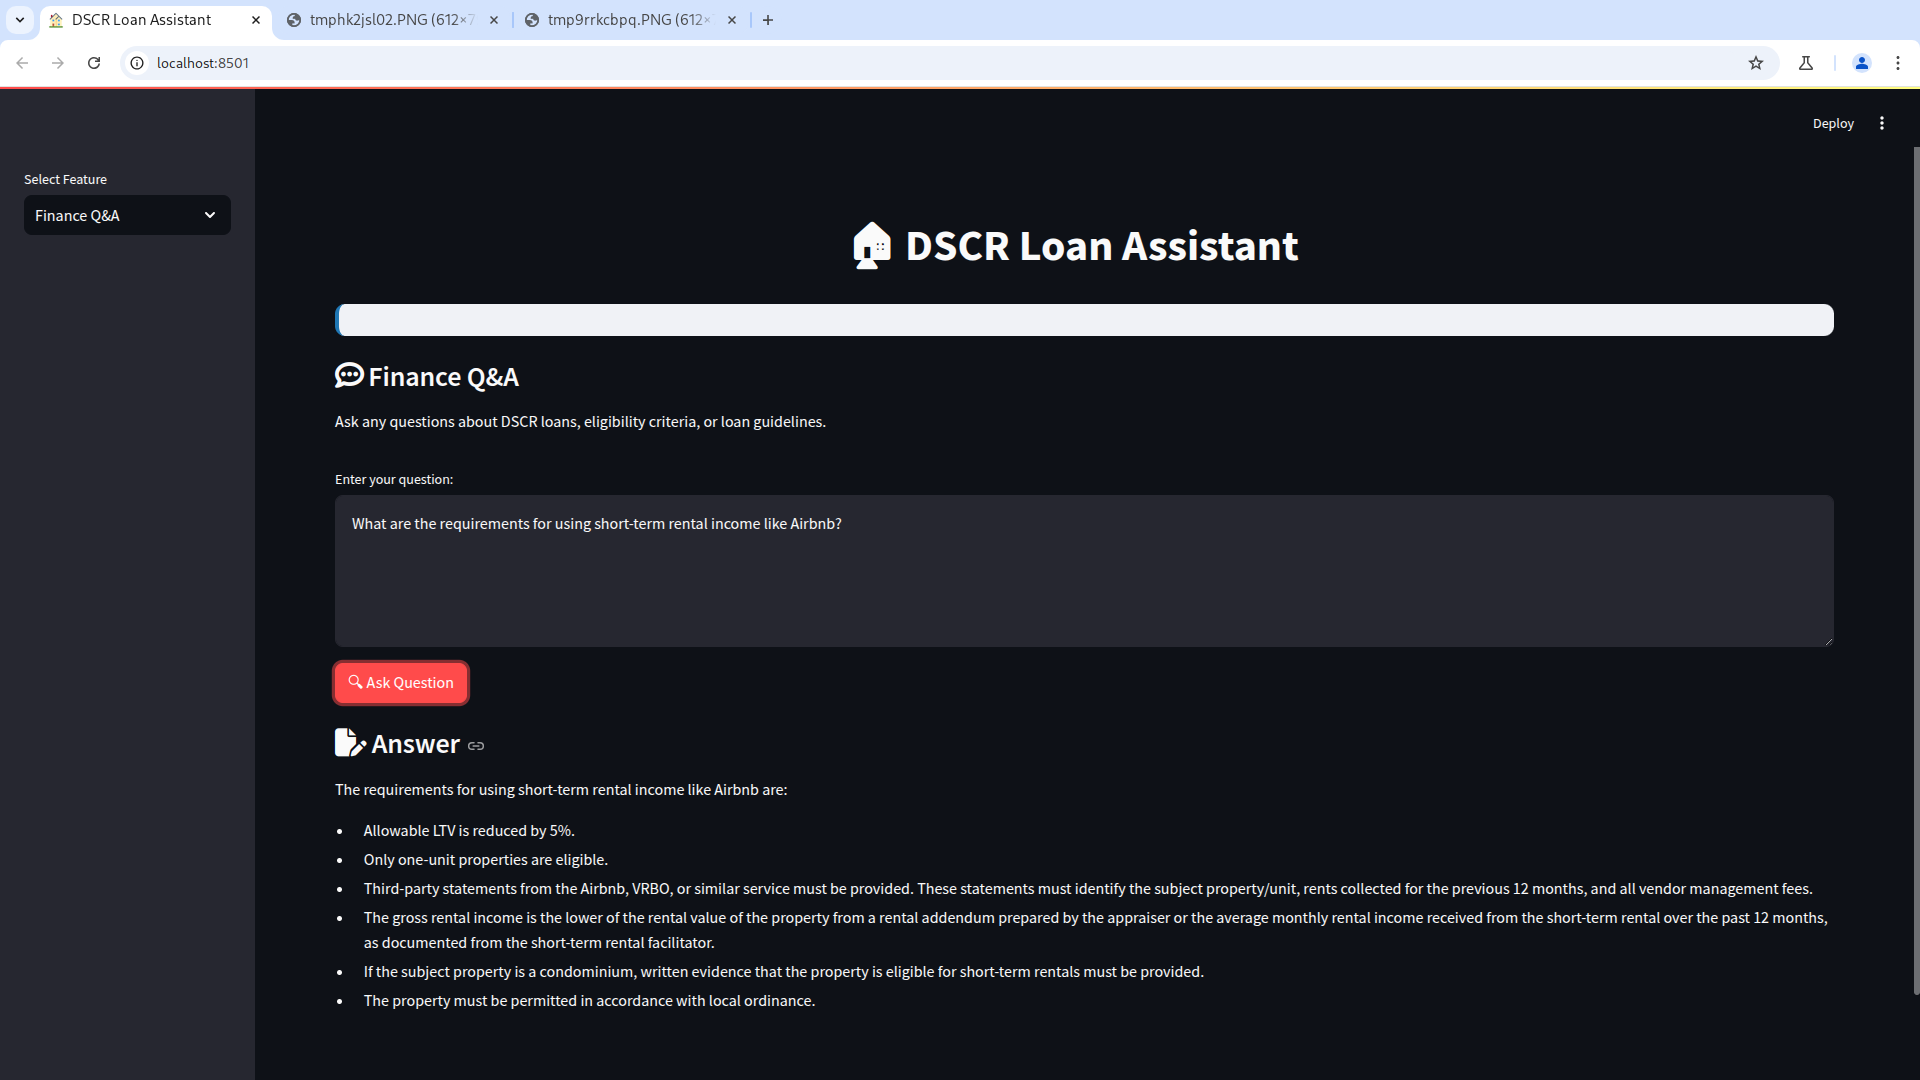 DSCR Loan Assistant
tmphk2jsl02.PNG (612×7
tmp9rrkcbpq.PNG (612×
localhost:8501
Deploy
Select Feature
Finance Q&A
DSCR Loan Assistant
Finance Q&A
Ask any questions about DSCR loans, eligibility criteria, or loan guidelines.
Enter your question:
What are the requirements for using short-term rental income like Airbnb?
Ask Question
Answer
The requirements for using short-term rental income like Airbnb are:
• Allowable LTV is reduced by 5%.
• Only one-unit properties are eligible.
• Third-party statements from the Airbnb, VRBO, or similar service must be provided. These statements must identify the subject property/unit, rents collected for the previous 12 months, and all vendor management fees.
• The gross rental income is the lower of the rental value of the property from a rental addendum prepared by the appraiser or the average monthly rental income received from the short-term rental over the past 12 months,
as documented from the short-term rental facilitator.
• If the subject property is a condominium, written evidence that the property is eligible for short-term rentals must be provided.
• The property must be permitted in accordance with local ordinance.